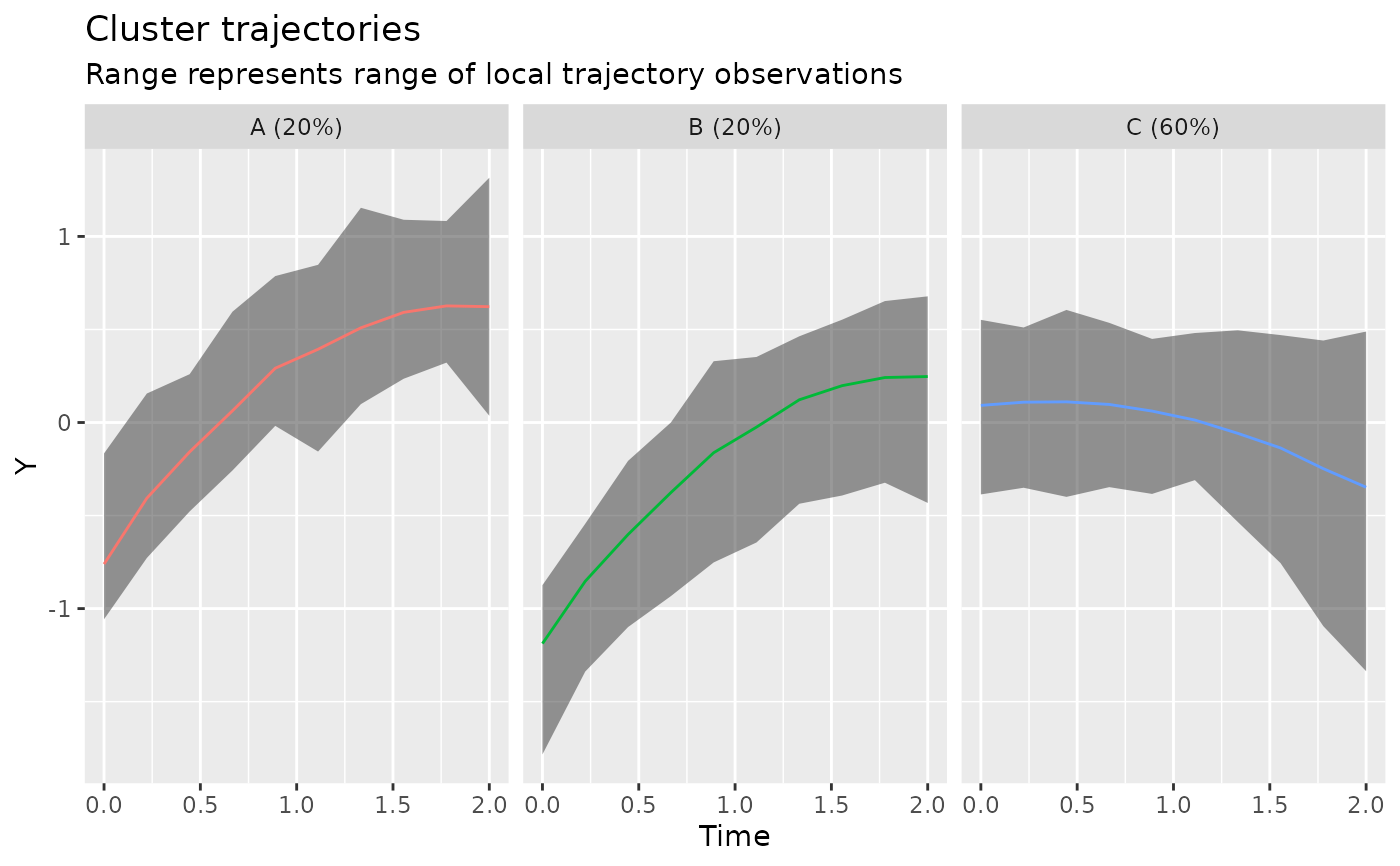 Cluster trajectories
Range represents range of local trajectory observations
A (20%) B (20%) C (60%)
1
0
-1
Y
0.0 0.5 1.0 1.5 2.0 0.0 0.5 1.0 1.5 2.0 0.0 0.5 1.0 1.5 2.0
Time